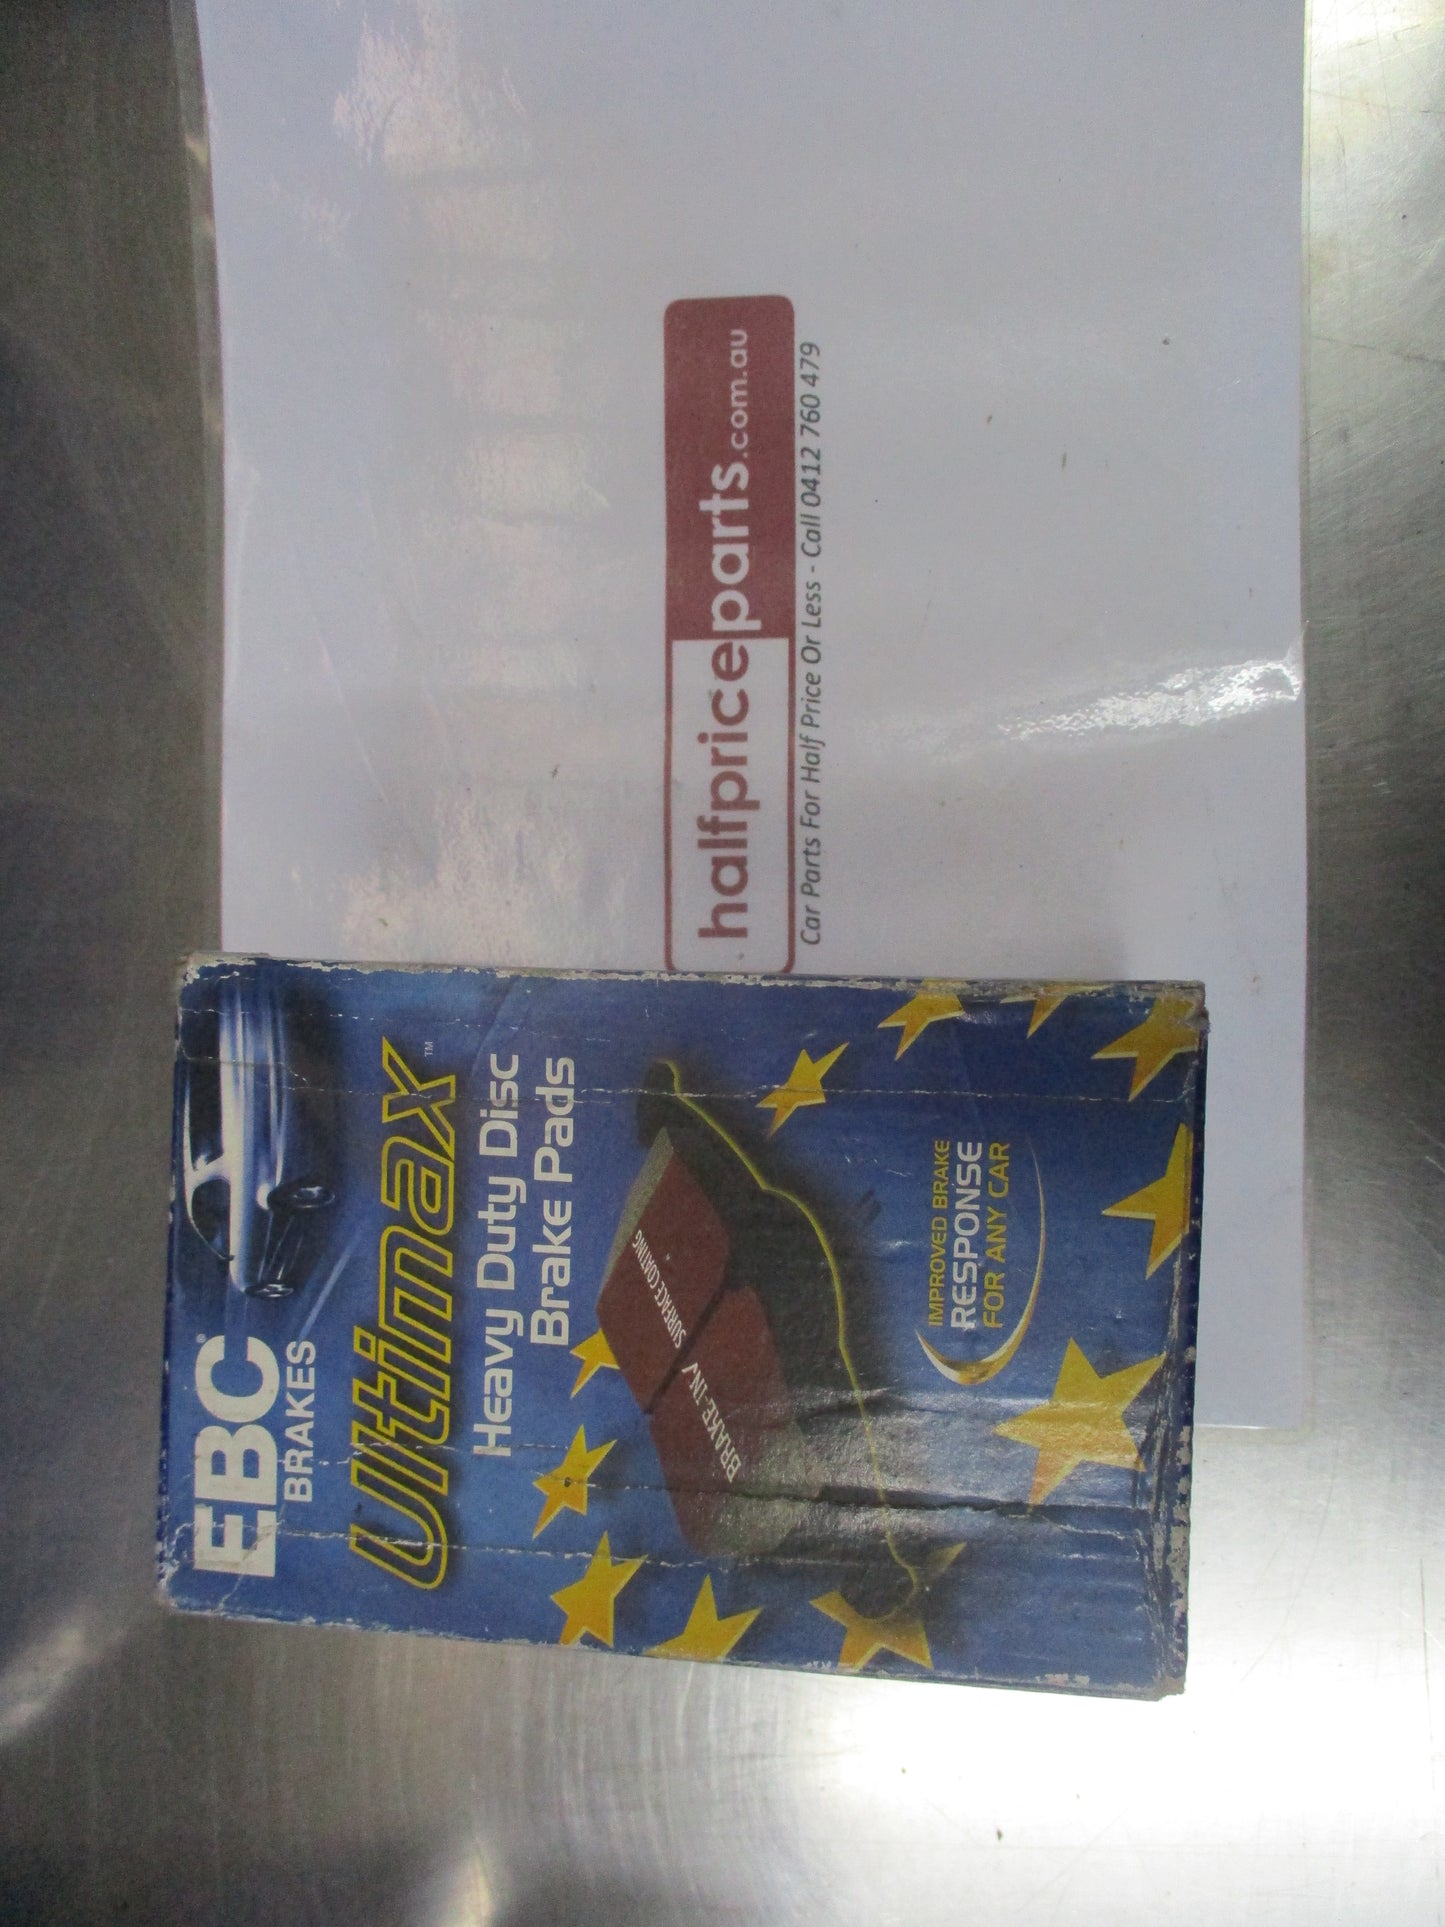 EBC®
BRAKES
Ultimax™
Heavy Duty Disc
Brake Pads
BRAKE-IN/
SURFACE COATING
IMPROVED BRAKE
RESPONSE
FOR ANY CAR
halfpriceparts.com.au
Car Parts For Half Price Or Less - Call 0412 760 479